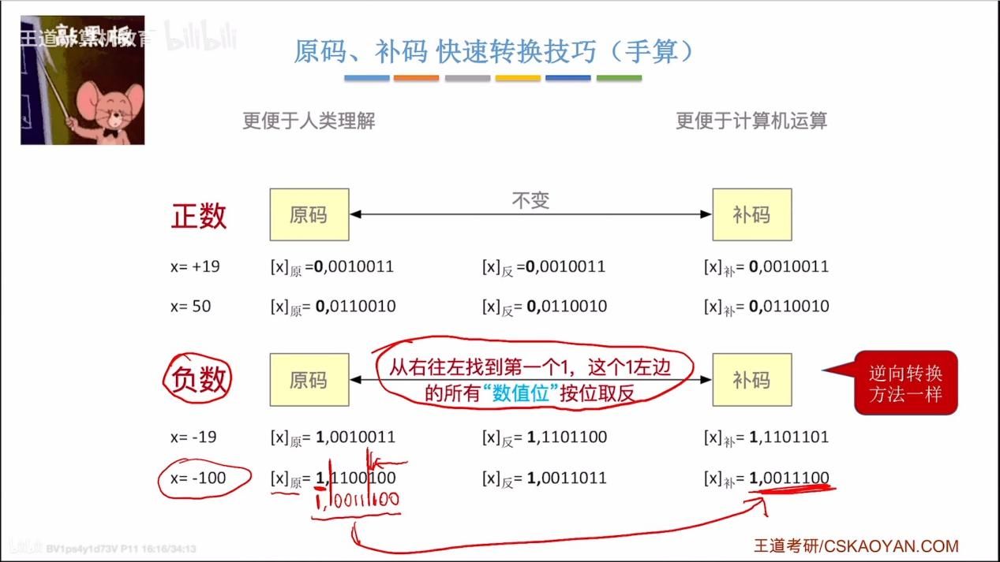 敲黑板
王道计算机教育 bilibili
原码、补码 快速转换技巧（手算）
更便于人类理解 更便于计算机运算
正数 原码 不变 补码
x= +19 [x]原 =0,0010011 [x]反 =0,0010011 [x]补= 0,0010011
x= 50 [x]原= 0,0110010 [x]反= 0,0110010 [x]补= 0,0110010
负数 原码 从右往左找到第一个1，这个1左边 补码 逆向转换
的所有“数值位”按位取反 方法一样
x= -19 [x]原= 1,0010011 [x]反= 1,1101100 [x]补= 1,1101101
x= -100 [x]原= 1,1100100 [x]反= 1,0011011 [x]补= 1,0011100
1,0011100
bilibili BV1ps4y1d73V P11 16:16/34:13
王道考研/CSKAOYAN.COM